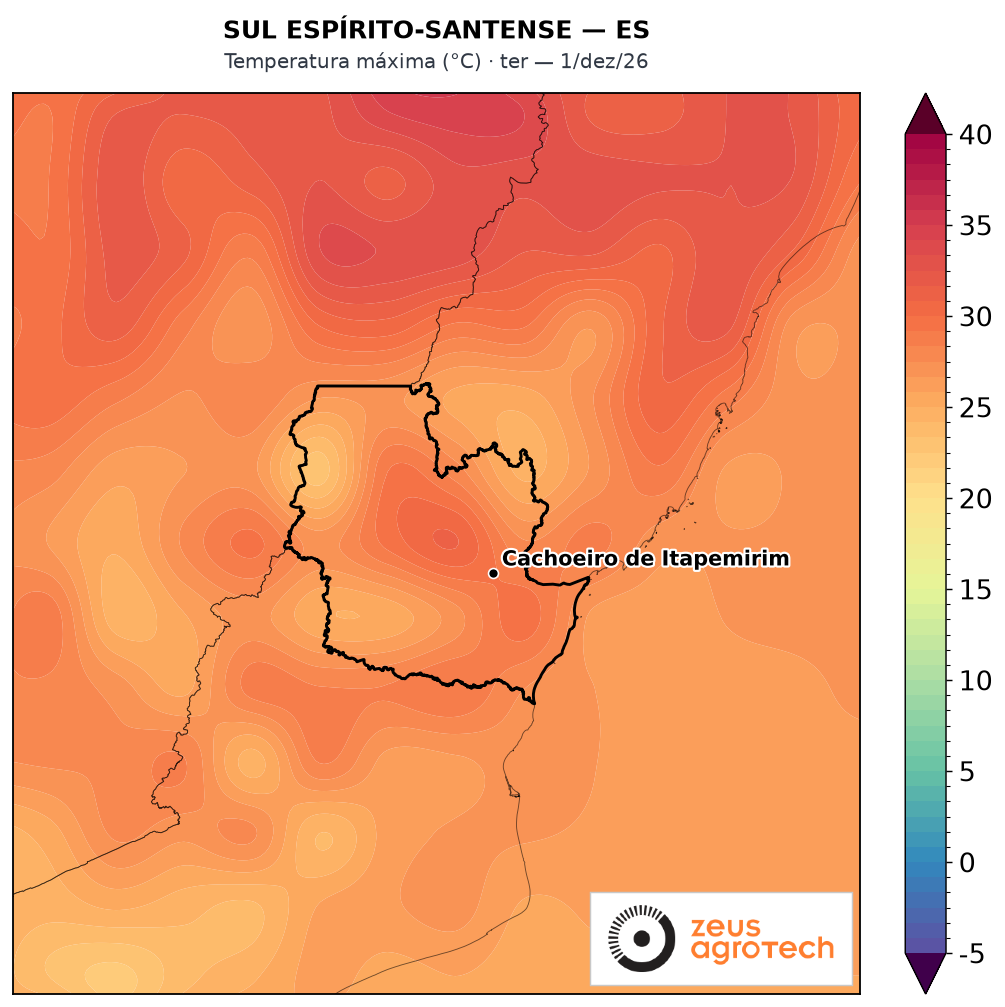 SUL ESPÍRITO-SANTENSE — ES
Temperatura máxima (°C) · ter — 1/dez/26
40
35
30
25
20
15
10
5
0
-5
Cachoeiro de Itapemirim
zeus
agrotech